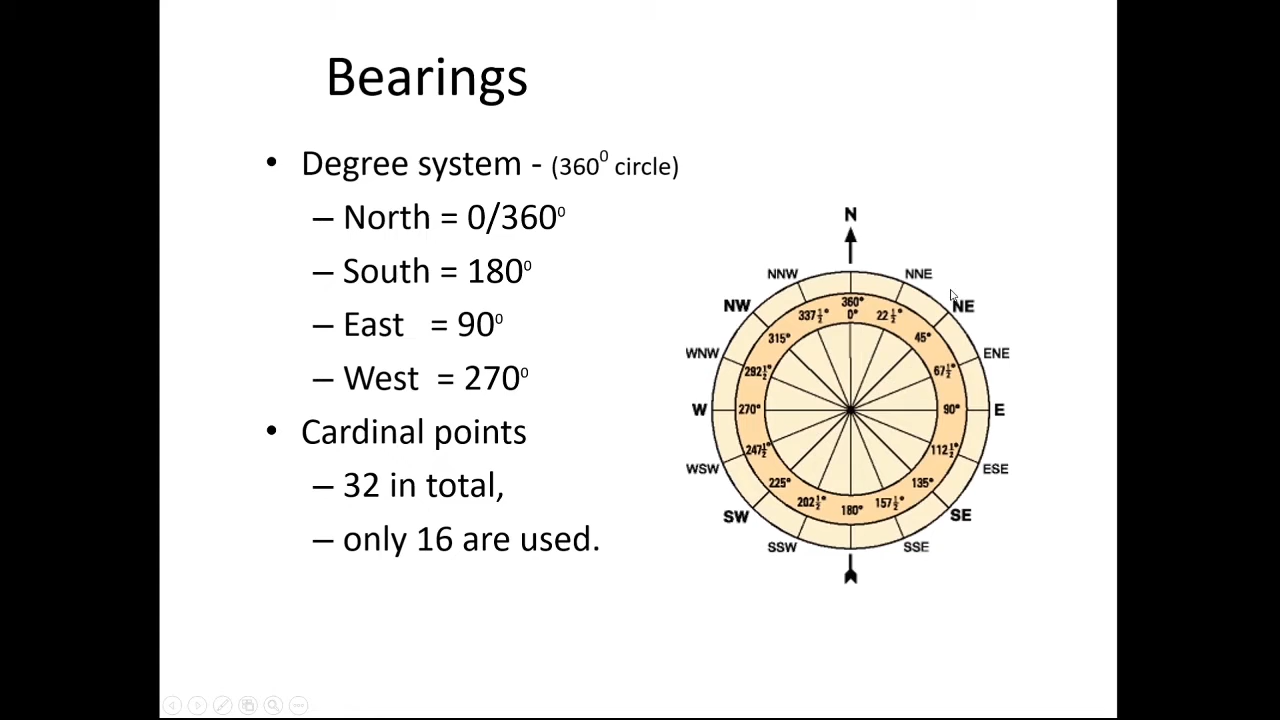 Bearings
• Degree system - (360⁰ circle)
– North = 0/360⁰
– South = 180⁰
– East = 90⁰
– West = 270⁰
• Cardinal points
– 32 in total,
– only 16 are used.
N
NNW
NNE
NW
NE
360°
0°
337½°
22½°
315°
45°
WNW
ENE
292½°
67½°
W
270°
90°
E
247½°
112½°
WSW
ESE
225°
135°
202½°
157½°
180°
SW
SE
SSW
SSE